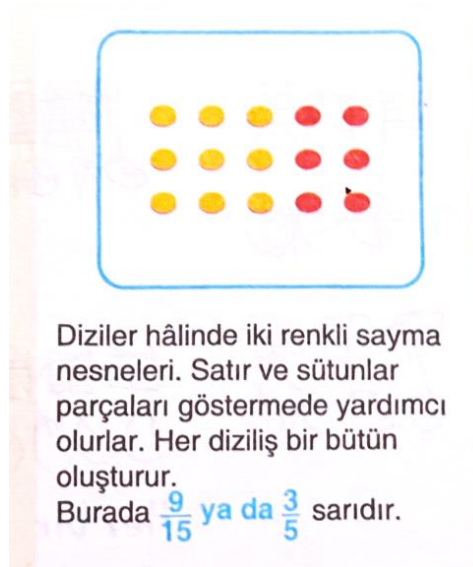 Diziler hâlinde iki renkli sayma
nesneleri. Satır ve sütunlar
parçaları göstermede yardımcı
olurlar. Her diziliş bir bütün
oluşturur.
Burada 9/15 ya da 3/5 sarıdır.